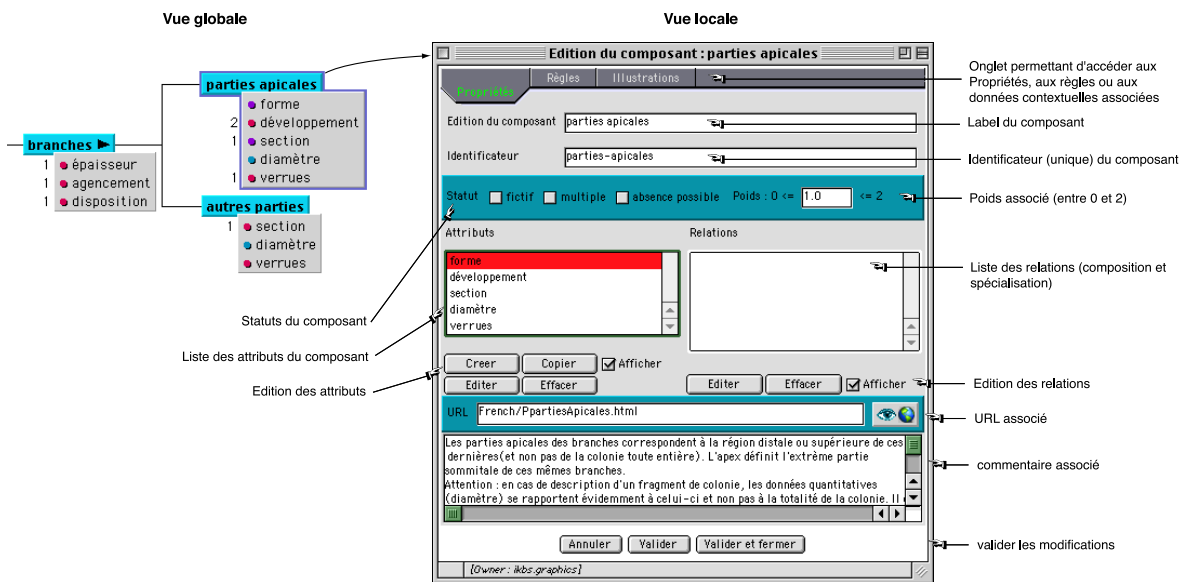 Vue globale
Vue locale
parties apicales
forme
2 développement
1 section
diamètre
1 verrues
branches
1 épaisseur
1 agencement
1 disposition
autres parties
1 section
diamètre
verrues
Edition du composant : parties apicales
Propriétés
Règles
Illustrations
Onglet permettant d'accéder aux
Propriétés, aux règles ou aux
données contextuelles associées
Edition du composant parties apicales
Label du composant
Identificateur parties-apicales
Identificateur (unique) du composant
Statut fictif multiple absence possible Poids : 0 <= 1.0 <= 2
Poids associé (entre 0 et 2)
Attributs
Relations
forme
développement
section
diamètre
verrues
Liste des relations (composition et
spécialisation)
Statuts du composant
Liste des attributs du composant
Edition des attributs
Creer Copier Afficher
Editer Effacer
Editer Effacer Afficher
Edition des relations
URL French/PpartiesApicales.html
URL associé
Les parties apicales des branches correspondent à la région distale ou supérieure de ces
dernières(et non pas de la colonie toute entière). L'apex définit l'extrème partie
sommitale de ces mêmes branches.
Attention : en cas de description d'un fragment de colonie, les données quantitatives
(diamètre) se rapportent évidemment à celui-ci et non pas à la totalité de la colonie. Il
commentaire associé
Annuler Valider Valider et fermer
valider les modifications
[Owner : ikbs.graphics]